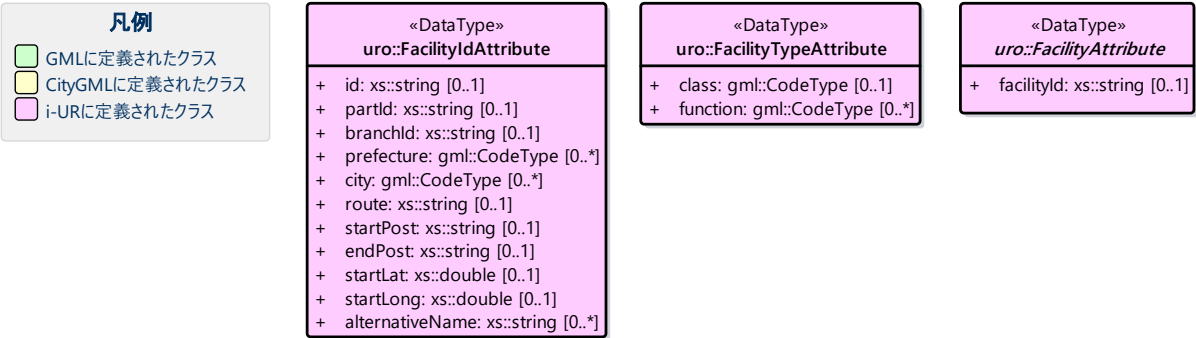 凡例
GMLに定義されたクラス
CityGMLに定義されたクラス
i-URに定義されたクラス
«DataType»
uro::FacilityIdAttribute
+ id: xs::string [0..1]
+ partId: xs::string [0..1]
+ branchId: xs::string [0..1]
+ prefecture: gml::CodeType [0..*]
+ city: gml::CodeType [0..*]
+ route: xs::string [0..1]
+ startPost: xs::string [0..1]
+ endPost: xs::string [0..1]
+ startLat: xs::double [0..1]
+ startLong: xs::double [0..1]
+ alternativeName: xs::string [0..*]
«DataType»
uro::FacilityTypeAttribute
+ class: gml::CodeType [0..1]
+ function: gml::CodeType [0..*]
«DataType»
uro::FacilityAttribute
+ facilityId: xs::string [0..1]